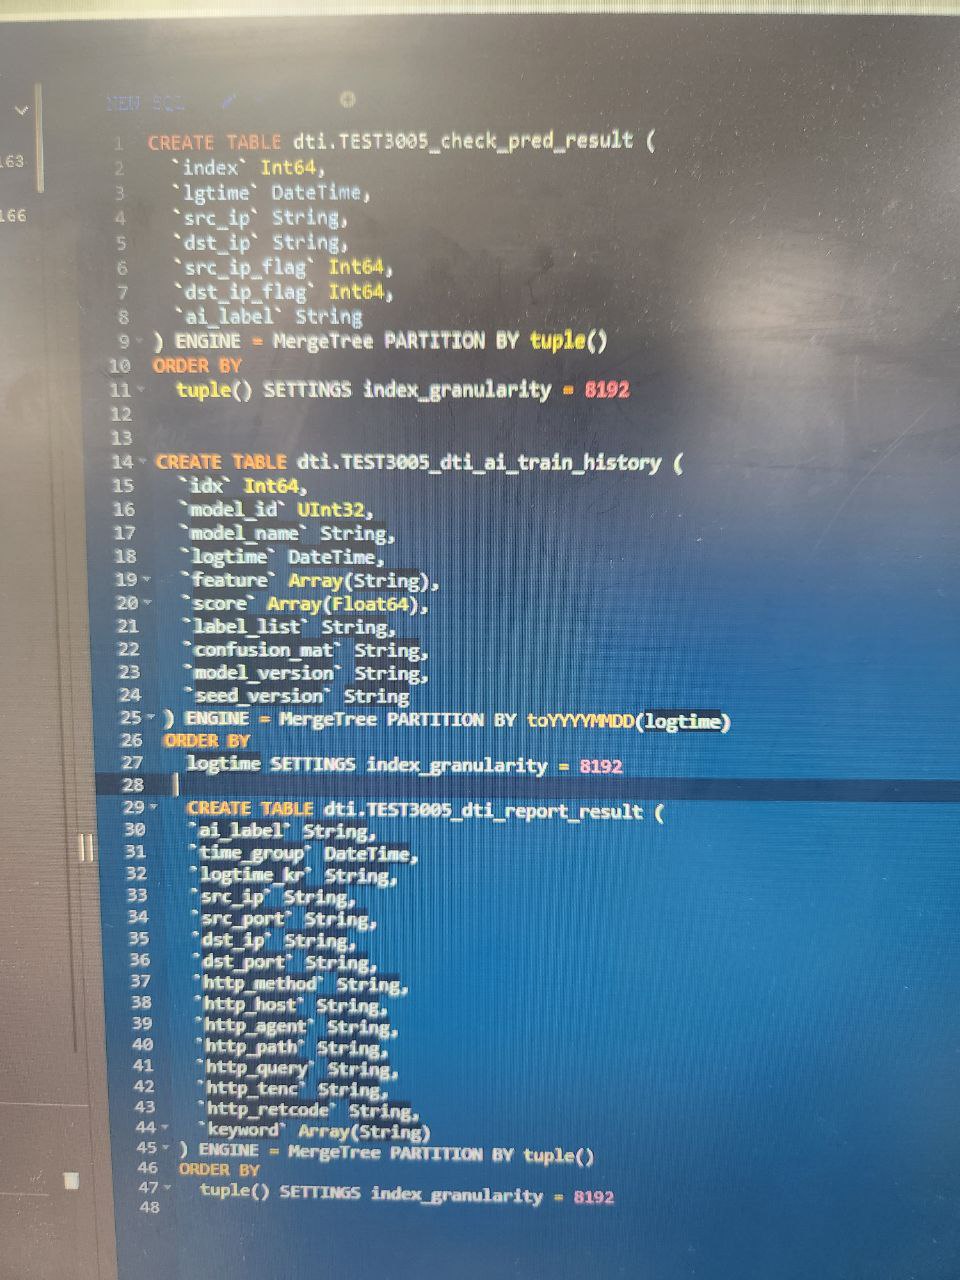 NEW SQL
163
166
1 CREATE TABLE dti.TEST3005_check_pred_result (
2 `index` Int64,
3 `lgtime` DateTime,
4 `src_ip` String,
5 `dst_ip` String,
6 `src_ip_flag` Int64,
7 `dst_ip_flag` Int64,
8 `ai_label` String
9 ) ENGINE = MergeTree PARTITION BY tuple()
10 ORDER BY
11 tuple() SETTINGS index_granularity = 8192
12
13
14 CREATE TABLE dti.TEST3005_dti_ai_train_history (
15 `idx` Int64,
16 `model_id` UInt32,
17 `model_name` String,
18 `logtime` DateTime,
19 `feature` Array(String),
20 `score` Array(Float64),
21 `label_list` String,
22 `confusion_mat` String,
23 `model_version` String,
24 `seed_version` String
25 ) ENGINE = MergeTree PARTITION BY toYYYYMMDD(logtime)
26 ORDER BY
27 logtime SETTINGS index_granularity = 8192
28
29 CREATE TABLE dti.TEST3005_dti_report_result (
30 `ai_label` String,
31 `time_group` DateTime,
32 `logtime_kr` String,
33 `src_ip` String,
34 `src_port` String,
35 `dst_ip` String,
36 `dst_port` String,
37 `http_method` String,
38 `http_host` String,
39 `http_agent` String,
40 `http_path` String,
41 `http_query` String,
42 `http_tenc` String,
43 `http_retcode` String,
44 `keyword` Array(String)
45 ) ENGINE = MergeTree PARTITION BY tuple()
46 ORDER BY
47 tuple() SETTINGS index_granularity = 8192
48